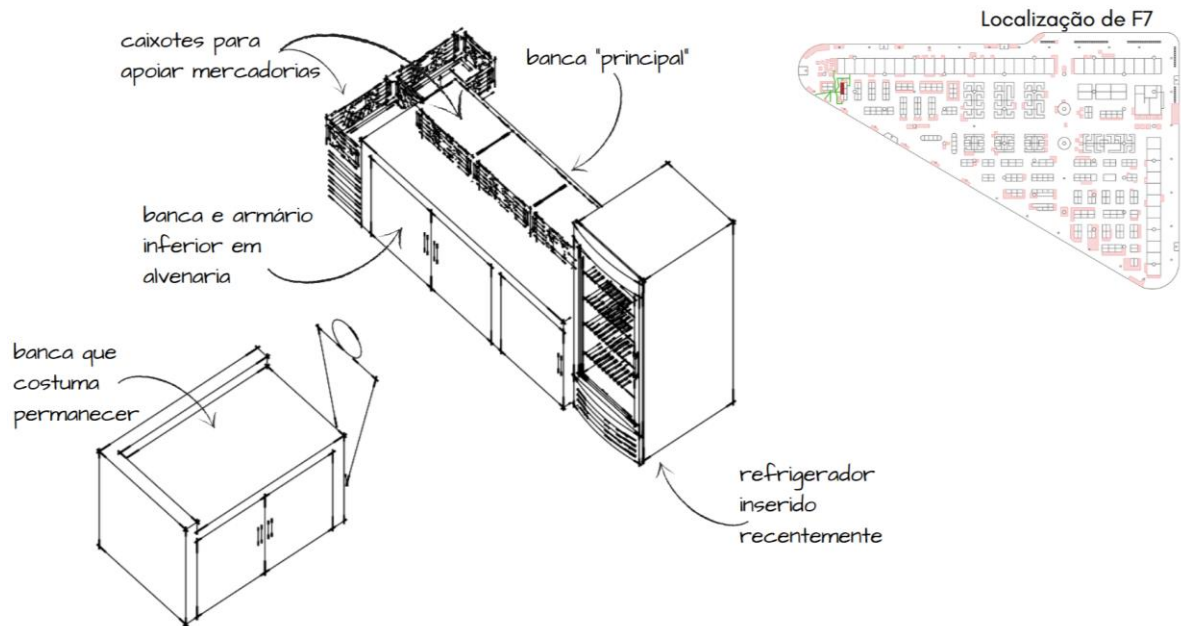 Localização de F7
caixotes para
apoiar mercadorias
banca "principal"
banca e armário
inferior em
alvenaria
banca que
costuma
permanecer
refrigerador
inserido
recentemente